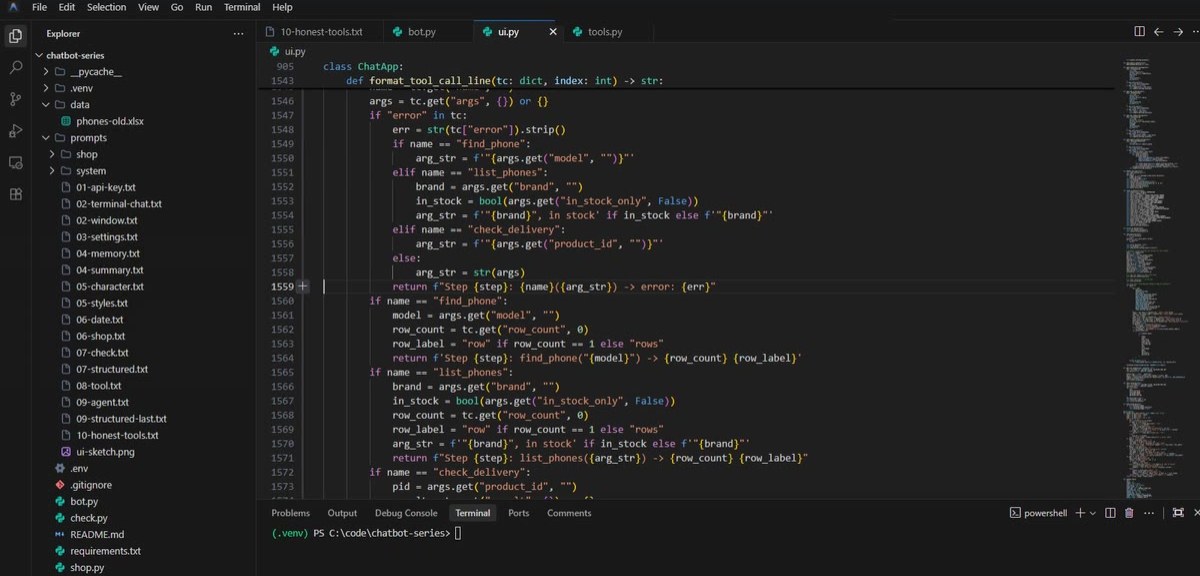 File Edit Selection View Go Run Terminal Help
Explorer ···
10-honest-tools.txt bot.py ui.py × tools.py
chatbot-series
__pycache__
.venv
data
phones-old.xlsx
prompts
shop
system
01-api-key.txt
02-terminal-chat.txt
02-window.txt
03-settings.txt
04-memory.txt
04-summary.txt
05-character.txt
05-styles.txt
06-date.txt
06-shop.txt
07-check.txt
07-structured.txt
08-tool.txt
09-agent.txt
09-structured-last.txt
10-honest-tools.txt
ui-sketch.png
.env
.gitignore
bot.py
check.py
README.md
requirements.txt
shop.py
ui.py
905 class ChatApp:
1543 def format_tool_call_line(tc: dict, index: int) -> str:
1546 args = tc.get("args", {}) or {}
1547 if "error" in tc:
1548 err = str(tc["error"]).strip()
1549 if name == "find_phone":
1550 arg_str = f'"{args.get("model", "")}"'
1551 elif name == "list_phones":
1552 brand = args.get("brand", "")
1553 in_stock = bool(args.get("in_stock_only", False))
1554 arg_str = f'"{brand}", in stock' if in_stock else f'"{brand}"'
1555 elif name == "check_delivery":
1556 arg_str = f'"{args.get("product_id", "")}"'
1557 else:
1558 arg_str = str(args)
1559 return f"Step {step}: {name}({arg_str}) -> error: {err}"
1560 if name == "find_phone":
1561 model = args.get("model", "")
1562 row_count = tc.get("row_count", 0)
1563 row_label = "row" if row_count == 1 else "rows"
1564 return f'Step {step}: find_phone("{model}") -> {row_count} {row_label}'
1565 if name == "list_phones":
1566 brand = args.get("brand", "")
1567 in_stock = bool(args.get("in_stock_only", False))
1568 row_count = tc.get("row_count", 0)
1569 row_label = "row" if row_count == 1 else "rows"
1570 arg_str = f'"{brand}", in stock' if in_stock else f'"{brand}"'
1571 return f"Step {step}: list_phones({arg_str}) -> {row_count} {row_label}"
1572 if name == "check_delivery":
1573 pid = args.get("product_id", "")
Problems Output Debug Console Terminal Ports Comments powershell
(.venv) PS C:\code\chatbot-series>